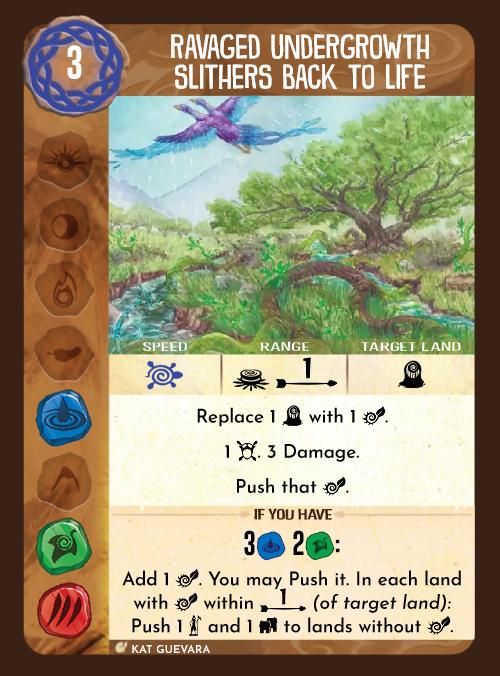 3
RAVAGED UNDERGROWTH
SLITHERS BACK TO LIFE
SPEED RANGE TARGET LAND
1
Replace 1 with 1 .
1 . 3 Damage.
Push that .
IF YOU HAVE
3 2 :
Add 1 . You may Push it. In each land
with within 1 (of target land):
Push 1 and 1 to lands without .
KAT GUEVARA